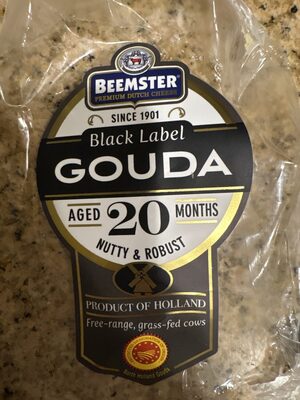 BEEMSTER®
PREMIUM DUTCH CHEESE
SINCE 1901
Black Label
GOUDA
AGED 20 MONTHS
NUTTY & ROBUST
PRODUCT OF HOLLAND
Free-range, grass-fed cows